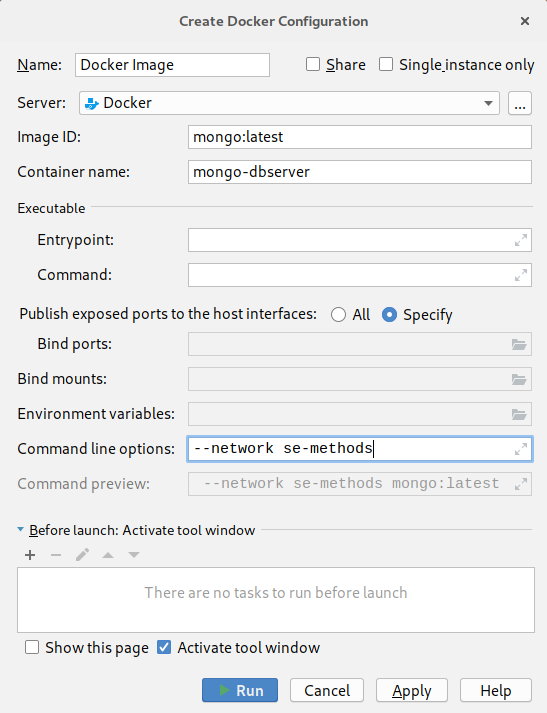 Create Docker Configuration
Name: Docker Image Share Single instance only
Server: Docker ...
Image ID: mongo:latest
Container name: mongo-dbserver
Executable
Entrypoint:
Command:
Publish exposed ports to the host interfaces: All Specify
Bind ports:
Bind mounts:
Environment variables:
Command line options: --network se-methods
Command preview: --network se-methods mongo:latest
Before launch: Activate tool window
There are no tasks to run before launch
Show this page Activate tool window
Run Cancel Apply Help